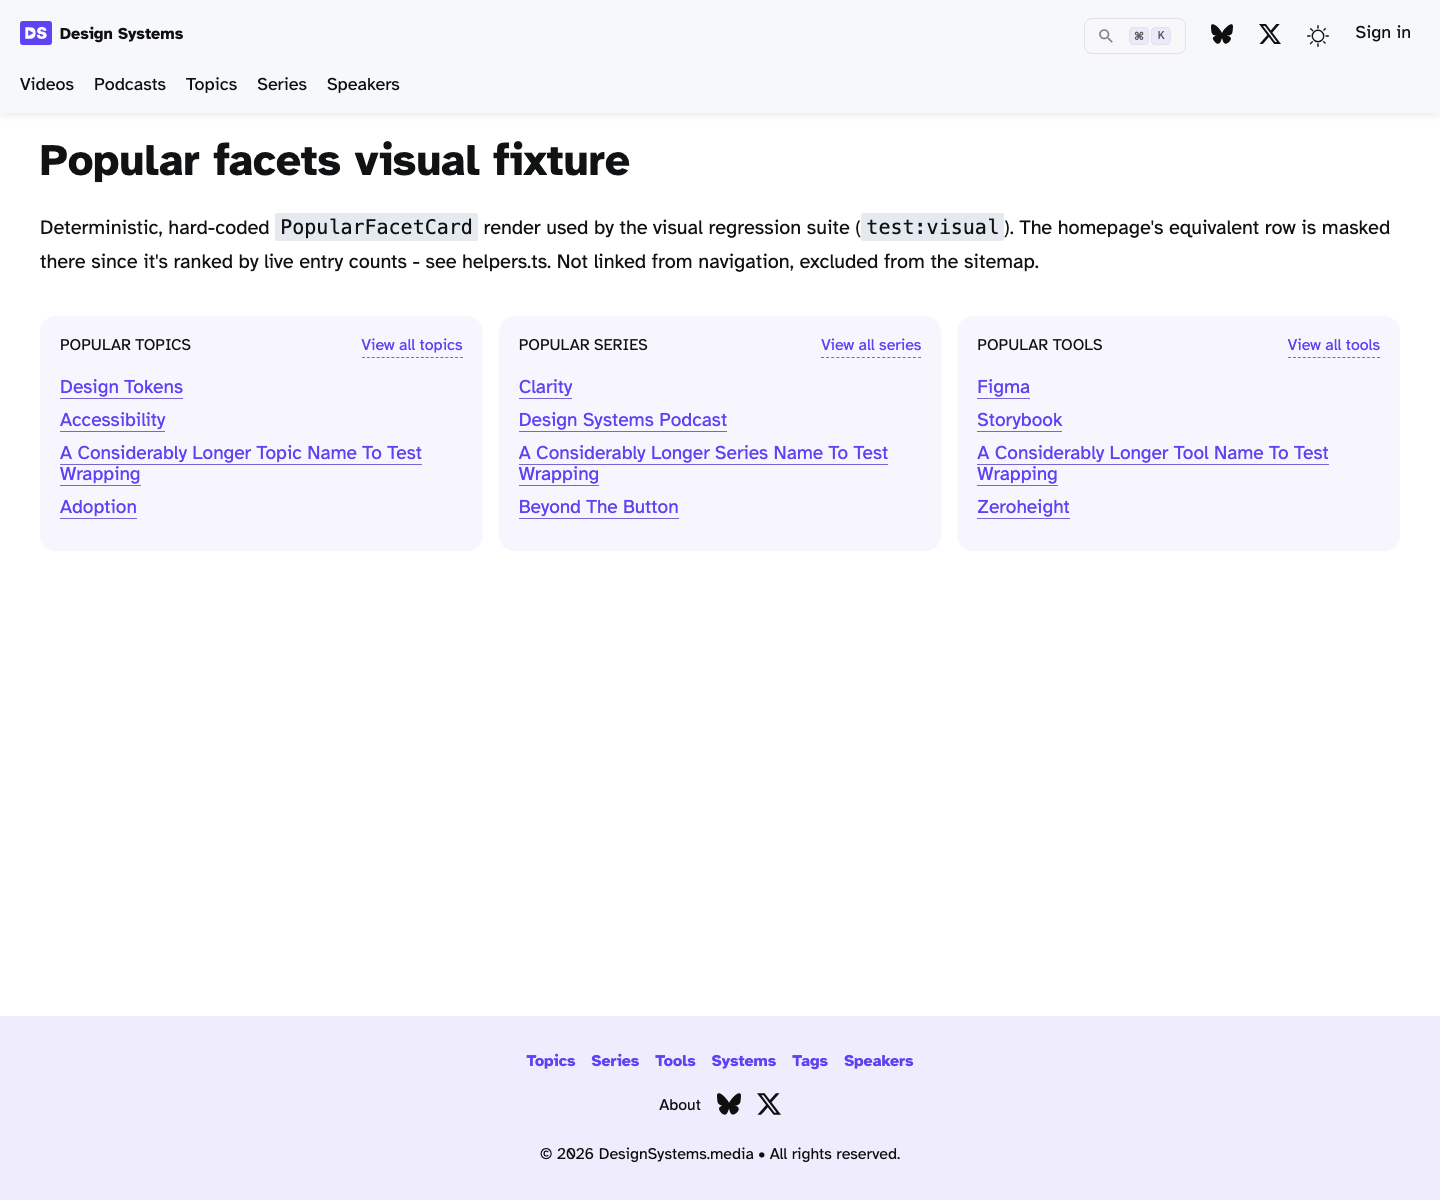 DS Design Systems
⌘ K
Sign in
Videos Podcasts Topics Series Speakers
Popular facets visual fixture
Deterministic, hard-coded PopularFacetCard render used by the visual regression suite (test:visual). The homepage's equivalent row is masked
there since it's ranked by live entry counts - see helpers.ts. Not linked from navigation, excluded from the sitemap.
POPULAR TOPICS View all topics
Design Tokens
Accessibility
A Considerably Longer Topic Name To Test
Wrapping
Adoption
POPULAR SERIES View all series
Clarity
Design Systems Podcast
A Considerably Longer Series Name To Test
Wrapping
Beyond The Button
POPULAR TOOLS View all tools
Figma
Storybook
A Considerably Longer Tool Name To Test
Wrapping
Zeroheight
Topics Series Tools Systems Tags Speakers
About
© 2026 DesignSystems.media • All rights reserved.